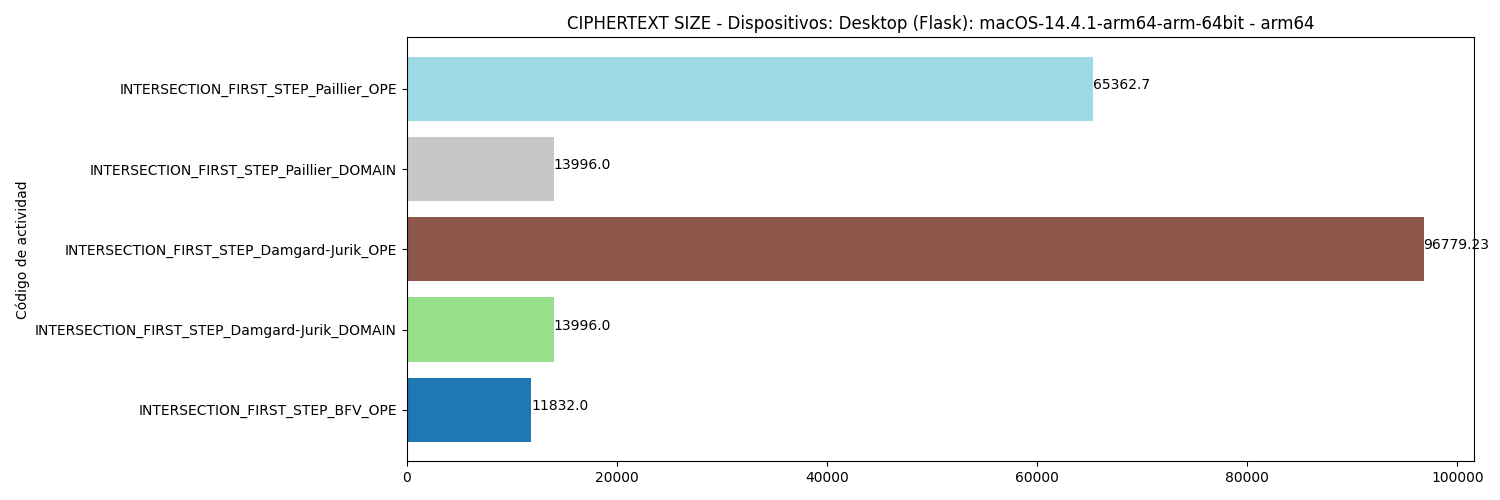 CIPHERTEXT SIZE - Dispositivos: Desktop (Flask): macOS-14.4.1-arm64-arm-64bit - arm64
Código de actividad
INTERSECTION_FIRST_STEP_Paillier_OPE 65362.7
INTERSECTION_FIRST_STEP_Paillier_DOMAIN 13996.0
INTERSECTION_FIRST_STEP_Damgard-Jurik_OPE 96779.23
INTERSECTION_FIRST_STEP_Damgard-Jurik_DOMAIN 13996.0
INTERSECTION_FIRST_STEP_BFV_OPE 11832.0
0 20000 40000 60000 80000 100000